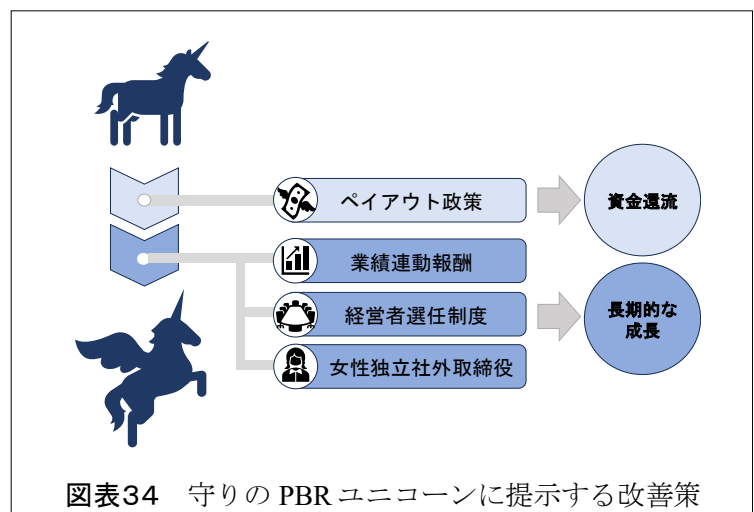 ペイアウト政策
資金還流
業績連動報酬
経営者選任制度
長期的な
成長
女性独立社外取締役
図表34 守りの PBR ユニコーンに提示する改善策